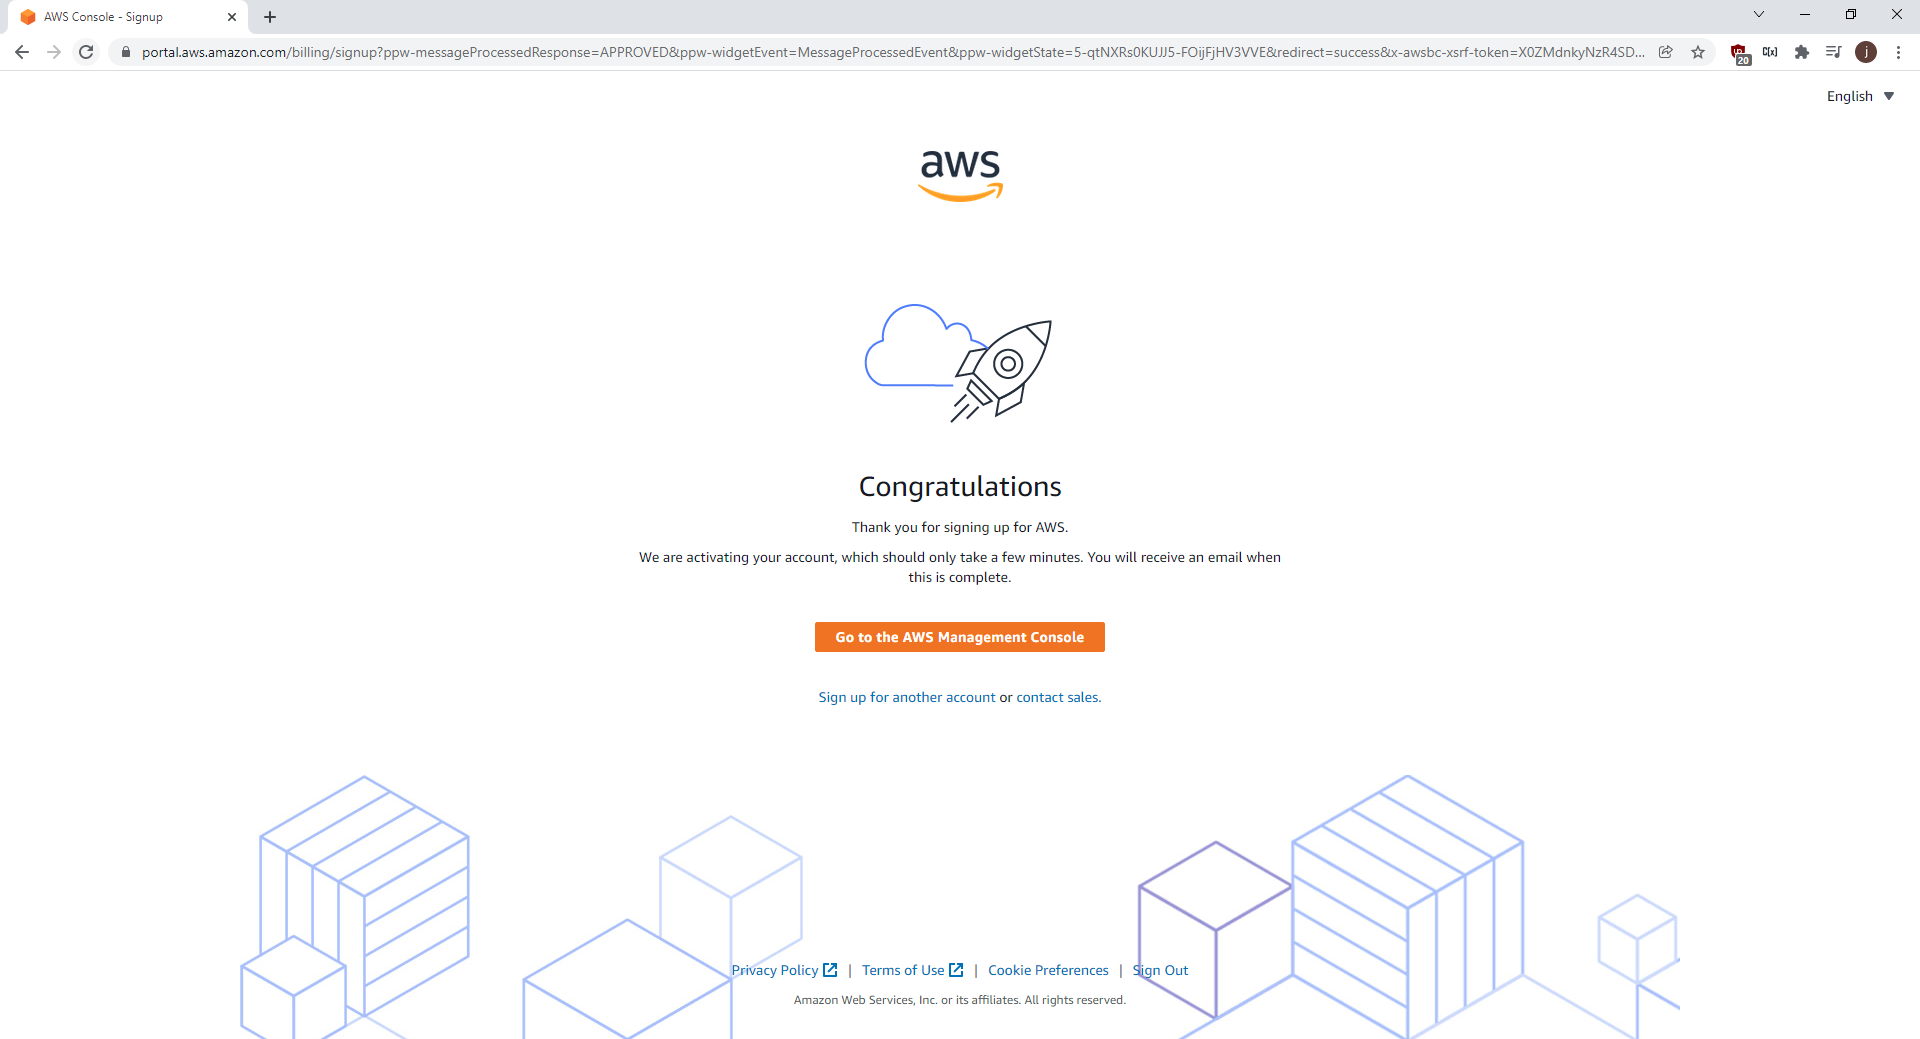 AWS Console - Signup
portal.aws.amazon.com/billing/signup?ppw-messageProcessedResponse=APPROVED&ppw-widgetEvent=MessageProcessedEvent&ppw-widgetState=5-qtNXRs0KUJJ5-FOijFjHV3VVE&redirect=success&x-awsbc-xsrf-token=X0ZMdnkyNzR4SD...
20
C[x]
j
English
aws
Congratulations
Thank you for signing up for AWS.
We are activating your account, which should only take a few minutes. You will receive an email when
this is complete.
Go to the AWS Management Console
Sign up for another account or contact sales.
Privacy Policy | Terms of Use | Cookie Preferences | Sign Out
Amazon Web Services, Inc. or its affiliates. All rights reserved.